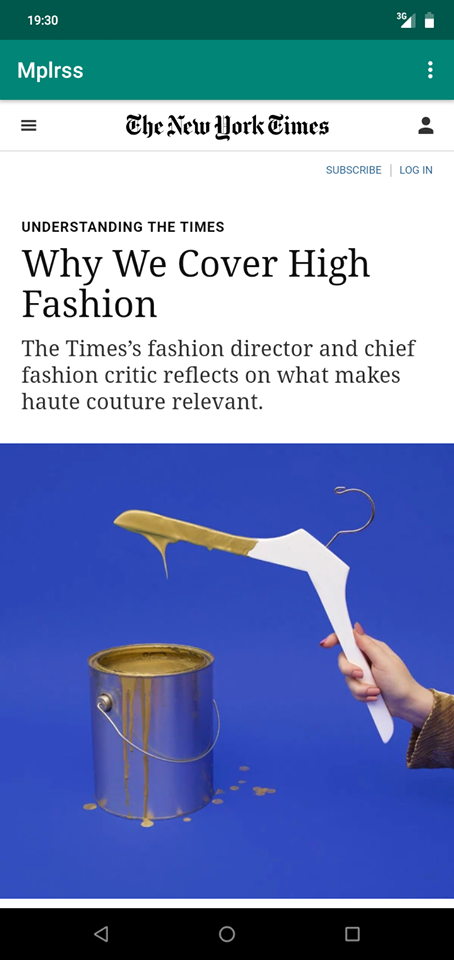 19:30
3G
Mplrss
The New York Times
SUBSCRIBE | LOG IN
UNDERSTANDING THE TIMES
Why We Cover High
Fashion
The Times’s fashion director and chief
fashion critic reflects on what makes
haute couture relevant.